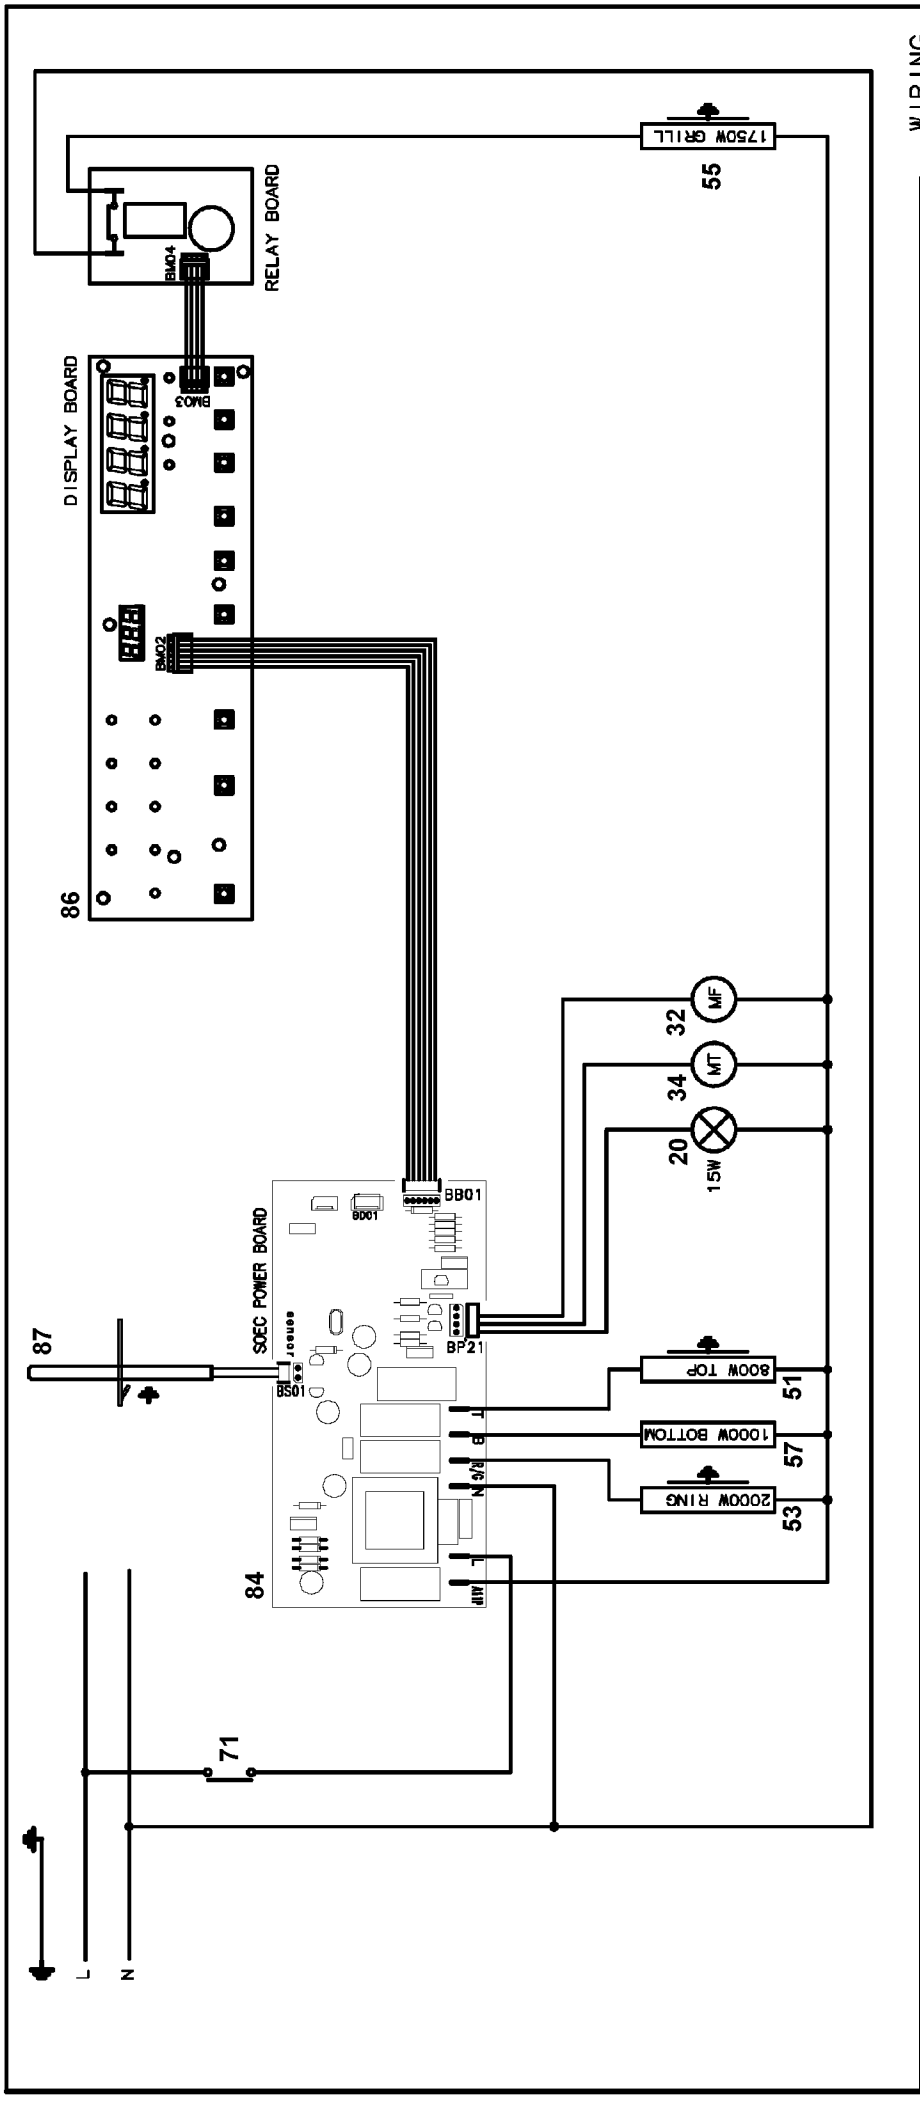 WIRING
1750W GRILL
55
RELAY BOARD
BM04
DISPLAY BOARD
BM03
BM02
86
32
MF
34
MT
20
15W
SOEC POWER BOARD
BB01
BD01
sensor
BP21
87
BS01
T
B
R/G
N
L
800W TOP
51
1000W BOTTOM
57
2000W RING
53
84
71
L
N